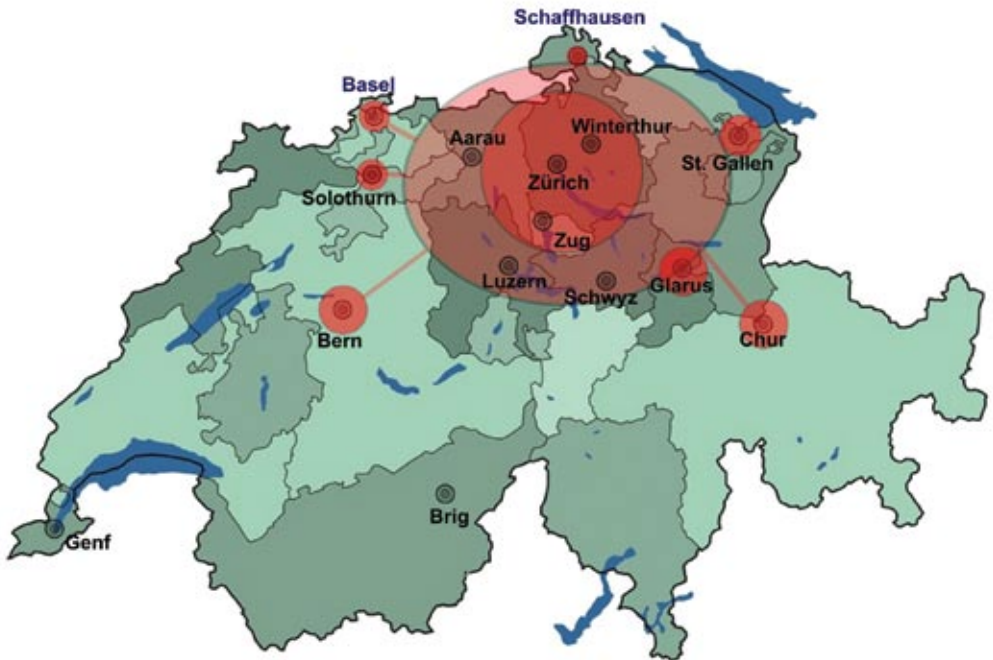 Schaffhausen
Basel
Winterthur
Aarau
St. Gallen
Zürich
Solothurn
Zug
Luzern
Schwyz
Glarus
Bern
Chur
Brig
Genf